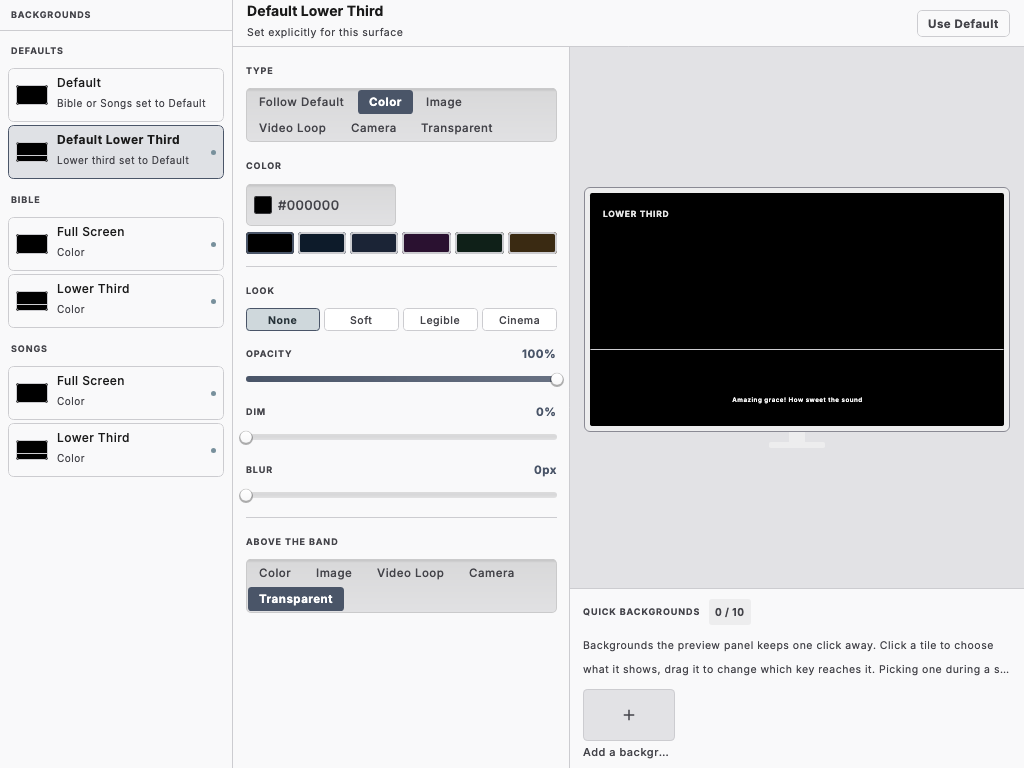 BACKGROUNDS
DEFAULTS
Default
Bible or Songs set to Default
Default Lower Third
Lower third set to Default
BIBLE
Full Screen
Color
Lower Third
Color
SONGS
Full Screen
Color
Lower Third
Color
Default Lower Third
Set explicitly for this surface
Use Default
TYPE
Follow Default Color Image
Video Loop Camera Transparent
COLOR
#000000
LOOK
None Soft Legible Cinema
OPACITY 100%
DIM 0%
BLUR 0px
ABOVE THE BAND
Color Image Video Loop Camera
Transparent
LOWER THIRD
Amazing grace! How sweet the sound
QUICK BACKGROUNDS 0 / 10
Backgrounds the preview panel keeps one click away. Click a tile to choose
what it shows, drag it to change which key reaches it. Picking one during a s...
+
Add a backgr...